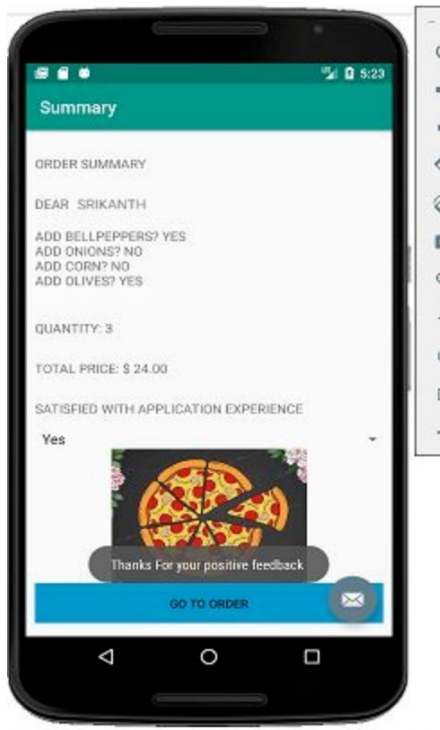 5:23
Summary
ORDER SUMMARY
DEAR SRIKANTH
ADD BELLPEPPERS? YES
ADD ONIONS? NO
ADD CORN? NO
ADD OLIVES? YES
QUANTITY: 3
TOTAL PRICE: $ 24.00
SATISFIED WITH APPLICATION EXPERIENCE
Yes
Thanks For your positive feedback
GO TO ORDER